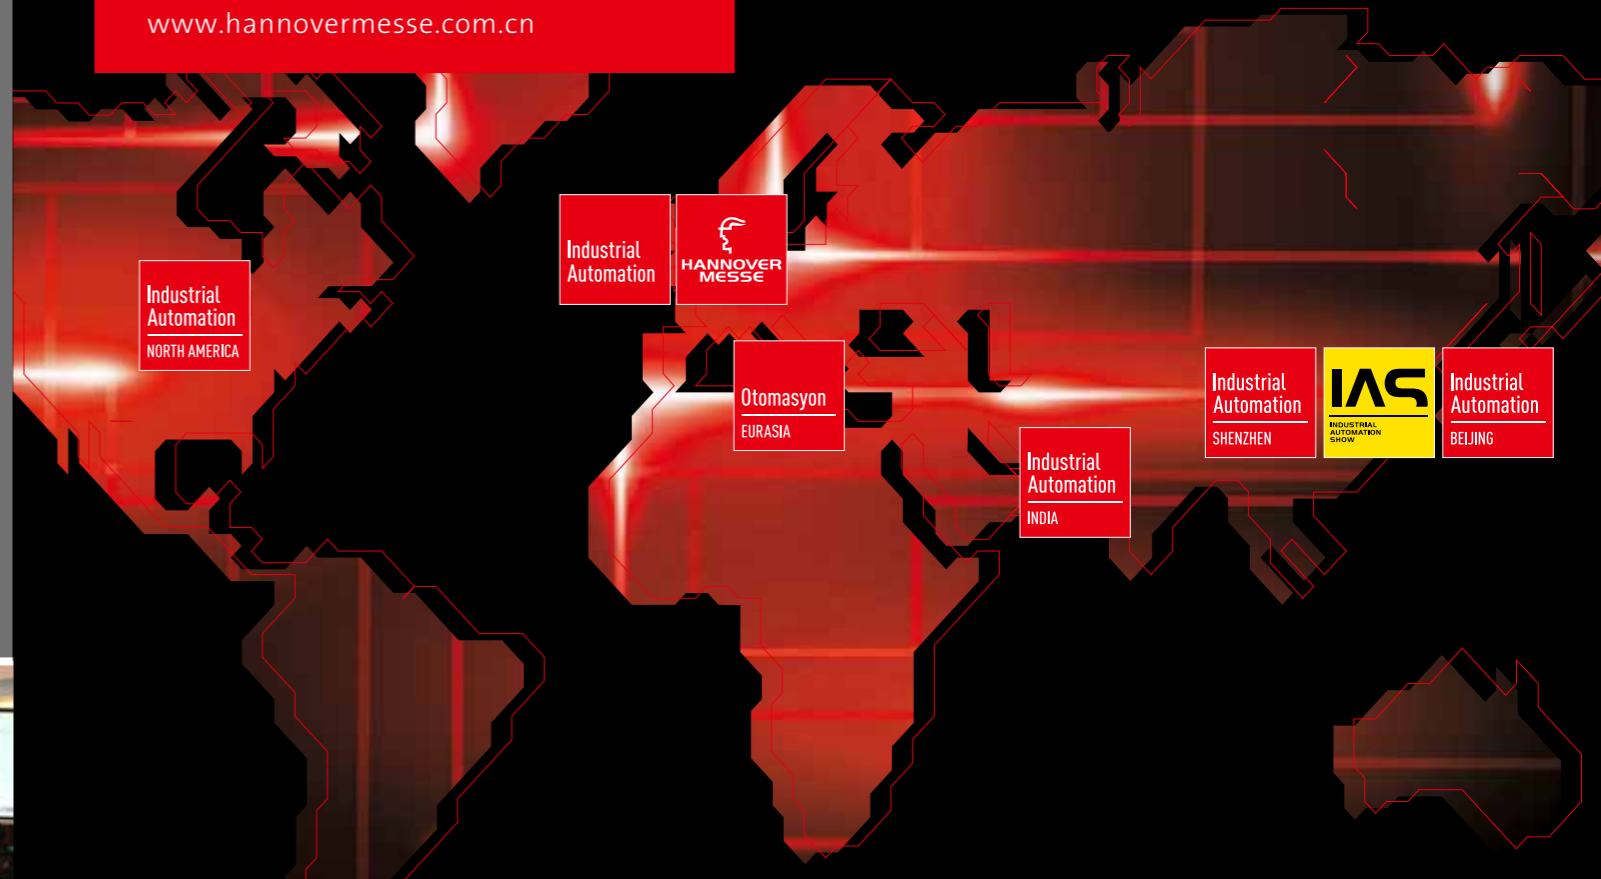 www.hannovermesse.com.cn
Industrial
Automation
HANNOVER
MESSE
Industrial
Automation
NORTH AMERICA
Otomasyon
EURASIA
Industrial
Automation
SHENZHEN
IAS
INDUSTRIAL
AUTOMATION
SHOW
Industrial
Automation
BEIJING
Industrial
Automation
INDIA